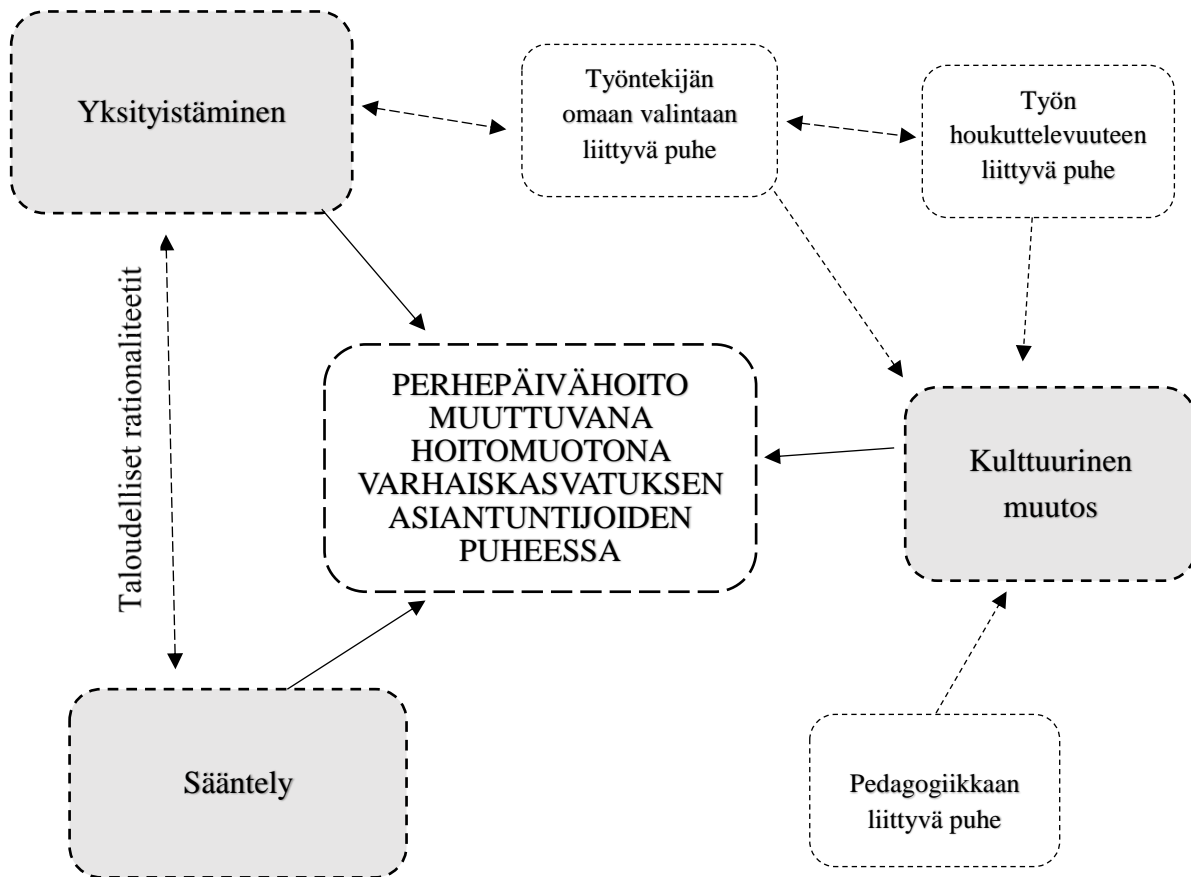 Yksityistäminen
Työntekijän
omaan valintaan
liittyvä puhe
Työn
houkuttelevuuteen
liittyvä puhe
Taloudelliset rationaliteetit
PERHEPÄIVÄHOITO
MUUTTUVANA
HOITOMUOTONA
VARHAISKASVATUKSEN
ASIANTUNTIJOIDEN
PUHEESSA
Kulttuurinen
muutos
Sääntely
Pedagogiikkaan
liittyvä puhe